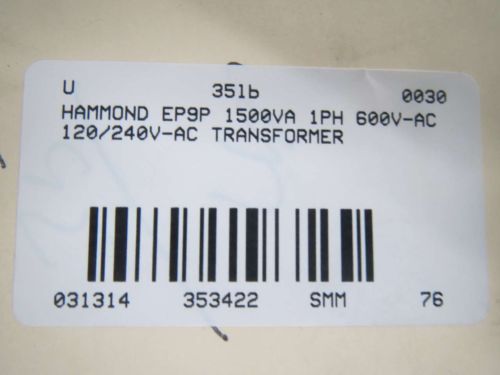 U 351b 0030
HAMMOND EP9P 1500VA 1PH 600V-AC
120/240V-AC TRANSFORMER
031314 353422 SMM 76